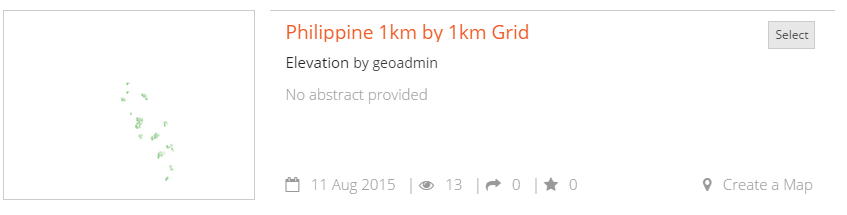 Philippine 1km by 1km Grid
Select
Elevation by geoadmin
No abstract provided
11 Aug 2015 | 13 | 0 | 0 Create a Map